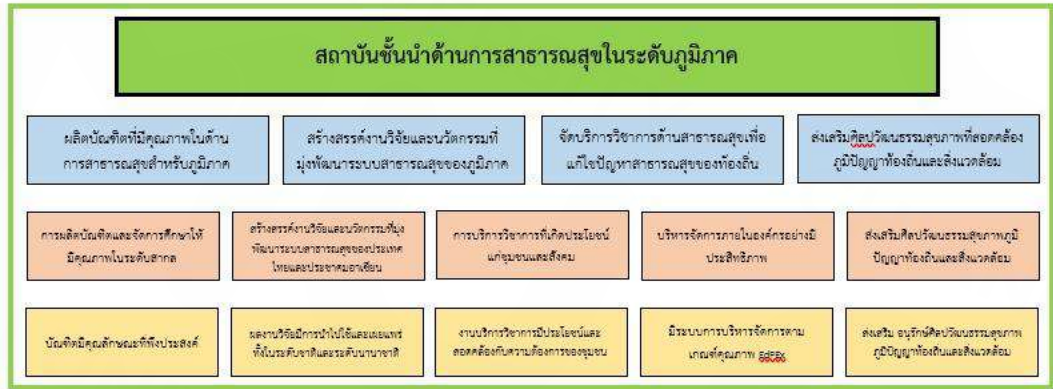 สถาบันชั้นนำด้านการสาธารณสุขในระดับภูมิภาค
ผลิตบัณฑิตที่มีคุณภาพในด้าน
การสาธารณสุขสำหรับภูมิภาค
สร้างสรรค์งานวิจัยและนวัตกรรมที่
มุ่งพัฒนาระบบสาธารณสุขของภูมิภาค
จัดบริการวิชาการด้านสาธารณสุขเพื่อ
แก้ไขปัญหาสาธารณสุขของท้องถิ่น
ส่งเสริมศิลปวัฒนธรรมสุขภาพที่สอดคล้อง
ภูมิปัญญาท้องถิ่นและสิ่งแวดล้อม
การผลิตบัณฑิตและจัดการศึกษาให้
มีคุณภาพในระดับสากล
สร้างสรรค์งานวิจัยและนวัตกรรมที่มุ่ง
พัฒนาระบบสาธารณสุขของประเทศ
ไทยและประชาคมอาเซียน
การบริการวิชาการที่เกิดประโยชน์
แก่ชุมชนและสังคม
บริหารจัดการภายในองค์กรอย่างมี
ประสิทธิภาพ
ส่งเสริมศิลปวัฒนธรรมสุขภาพภูมิ
ปัญญาท้องถิ่นและสิ่งแวดล้อม
บัณฑิตมีคุณลักษณะที่พึงประสงค์
ผลงานวิจัยมีการนำไปใช้และเผยแพร่
ทั้งในระดับชาติและระดับนานาชาติ
งานบริการวิชาการมีประโยชน์และ
สอดคล้องกับความต้องการของชุมชน
มีระบบการบริหารจัดการตาม
เกณฑ์คุณภาพ EdPEx
ส่งเสริม อนุรักษ์ศิลปวัฒนธรรมสุขภาพ
ภูมิปัญญาท้องถิ่นและสิ่งแวดล้อม